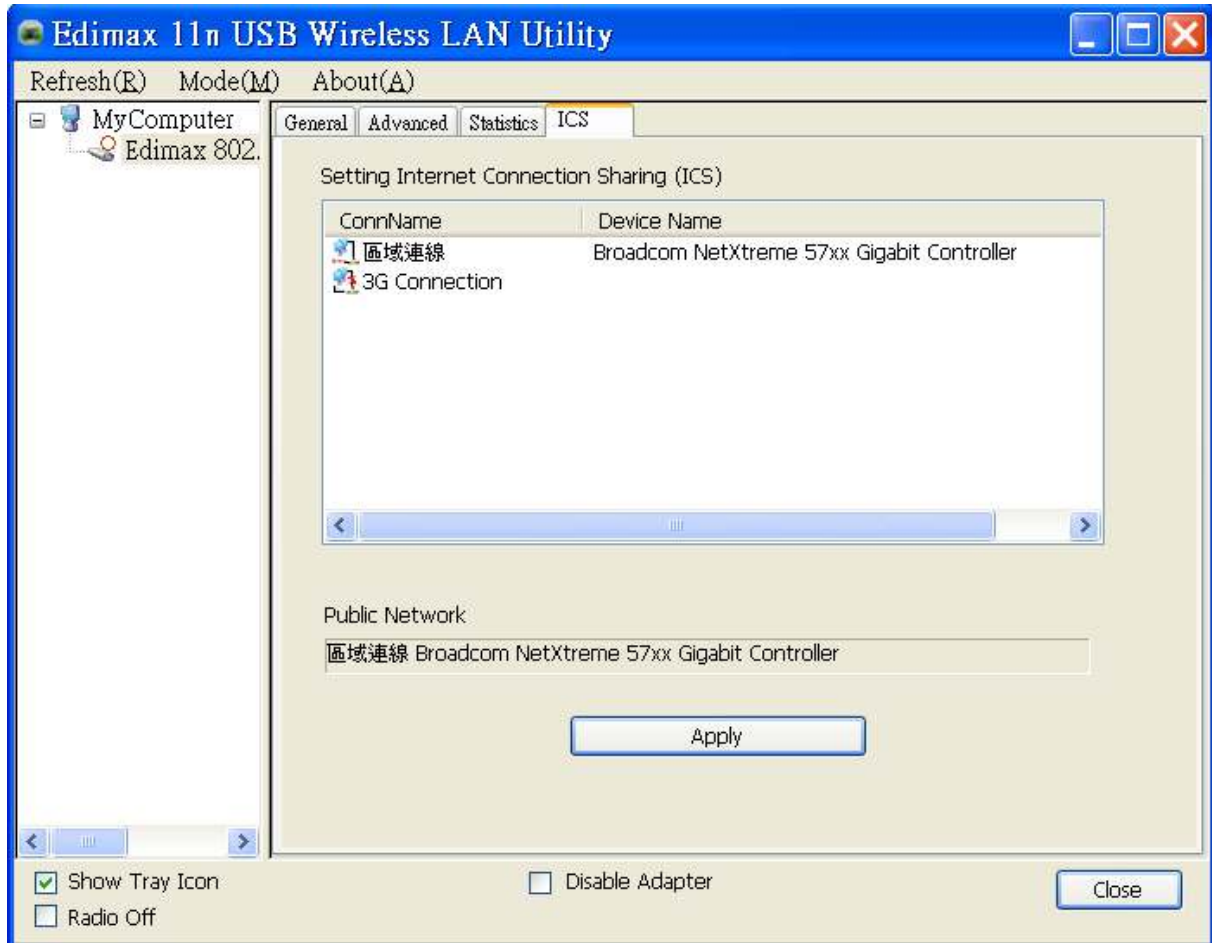 Edimax 11n USB Wireless LAN Utility
Refresh(R) Mode(M) About(A)
MyComputer
Edimax 802.
General Advanced Statistics ICS
Setting Internet Connection Sharing (ICS)
ConnName Device Name
區域連線 Broadcom NetXtreme 57xx Gigabit Controller
3G Connection
Public Network
區域連線 Broadcom NetXtreme 57xx Gigabit Controller
Apply
Show Tray Icon Disable Adapter
Radio Off
Close